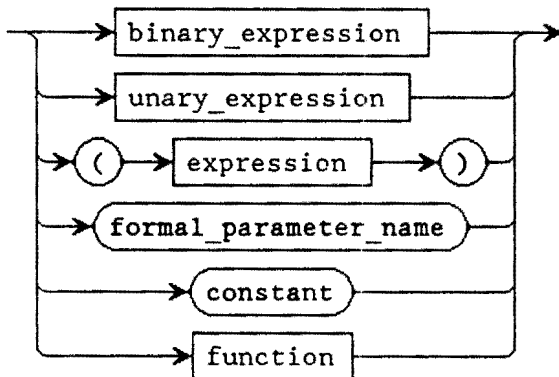 binary_expression
unary_expression
( expression )
formal_parameter_name
constant
function